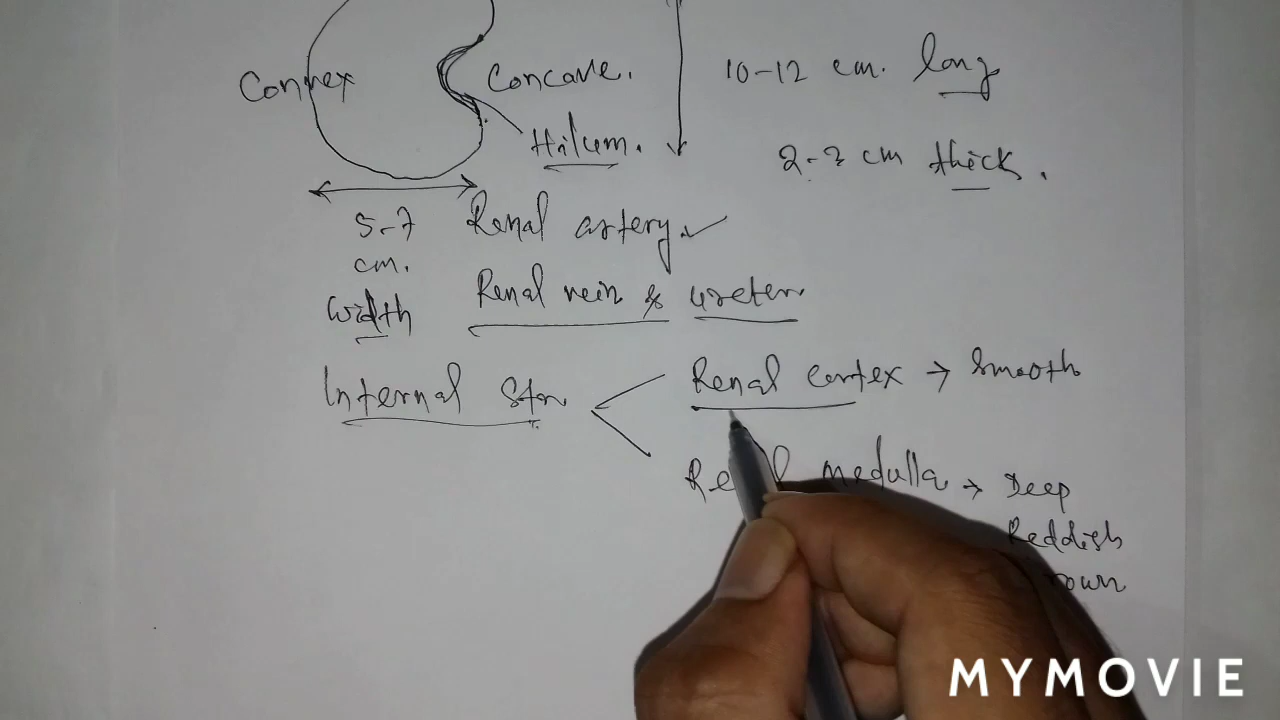 Convex
Concave.
10-12 cm. long
Hilum.
2-3 cm thick.
5-7
cm.
width
Renal artery. ✓
Renal vein & ureter
Internal Str
Renal cortex → Smooth
medulla → Deep
Reddish
MYMOVIE